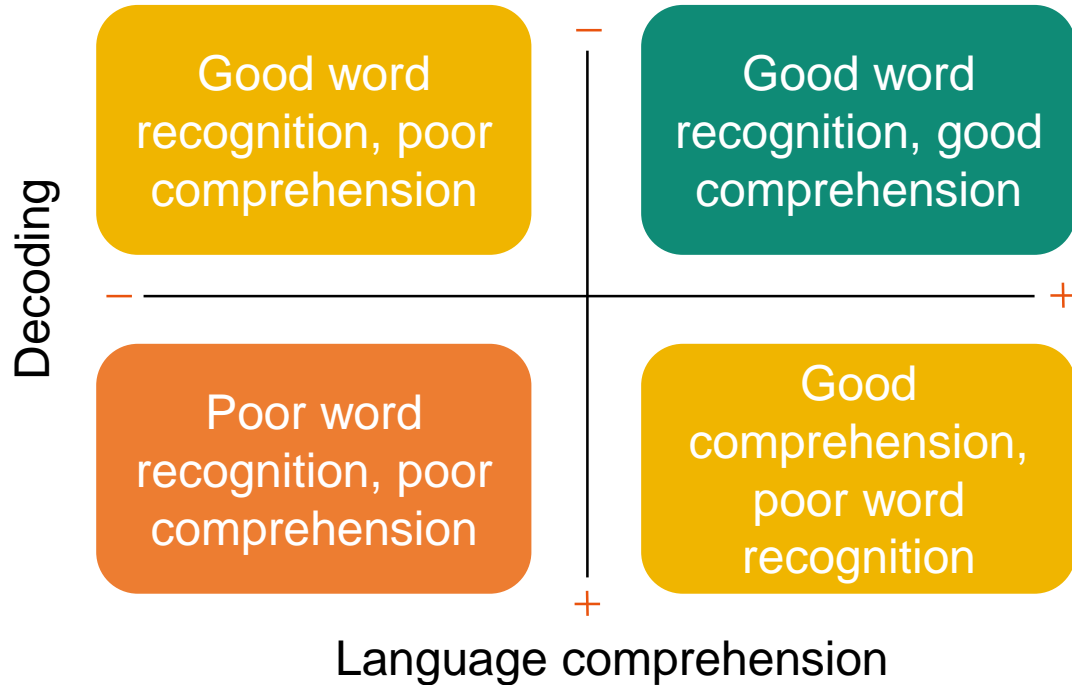 −
Good word
recognition, poor
comprehension
Good word
recognition, good
comprehension
Decoding
−
+
Poor word
recognition, poor
comprehension
Good
comprehension,
poor word
recognition
+
Language comprehension